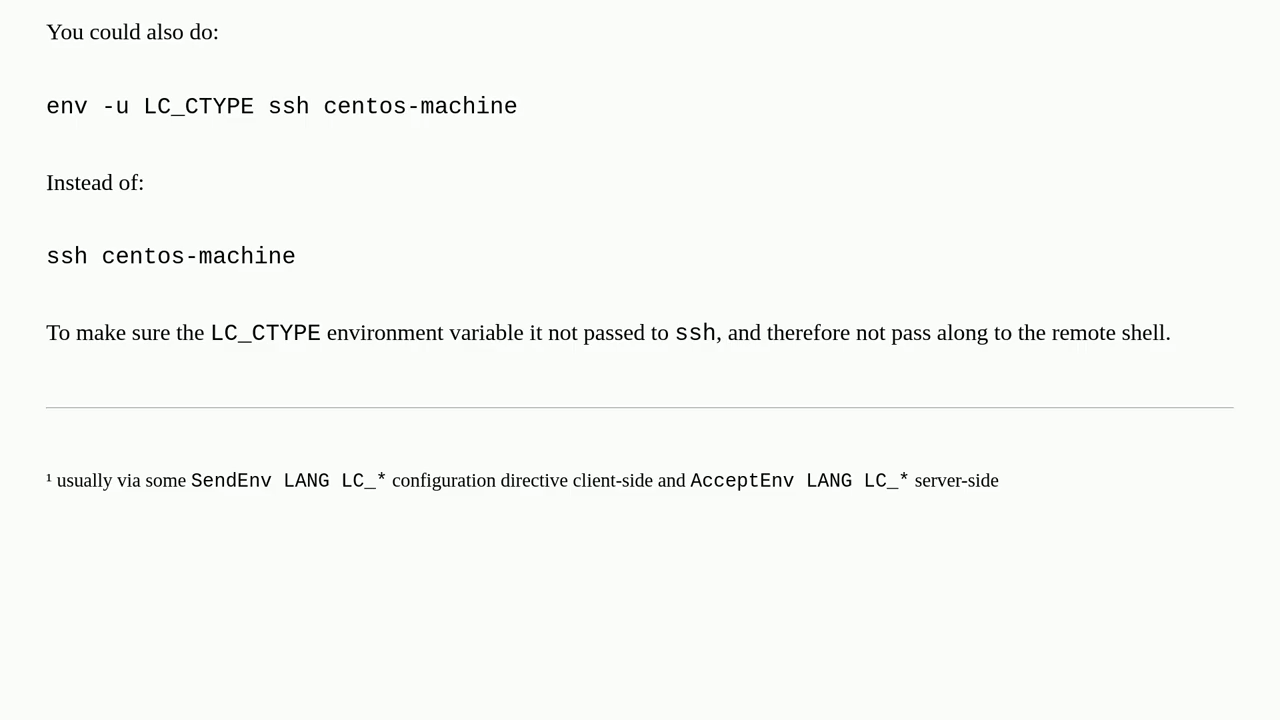 You could also do:
env -u LC_CTYPE ssh centos-machine
Instead of:
ssh centos-machine
To make sure the LC_CTYPE environment variable it not passed to ssh, and therefore not pass along to the remote shell.
¹ usually via some SendEnv LANG LC_* configuration directive client-side and AcceptEnv LANG LC_* server-side